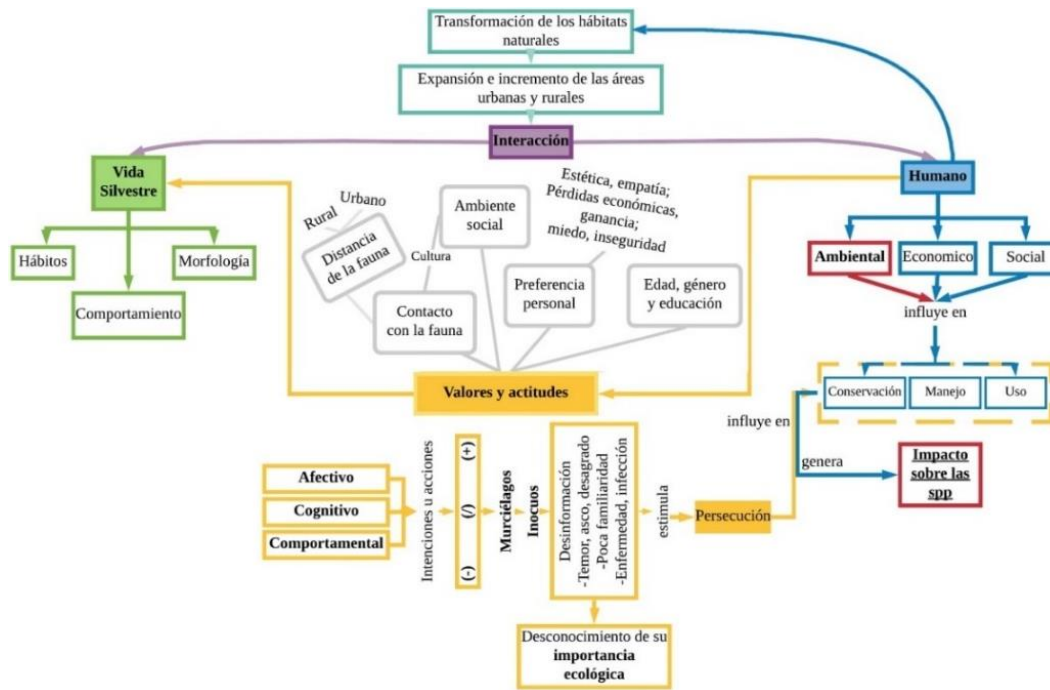 Transformación de los hábitats
naturales
Expansión e incremento de las áreas
urbanas y rurales
Interacción
Vida
Silvestre
Humano
Hábitos
Morfología
Comportamiento
Rural
Urbano
Distancia
de la fauna
Cultura
Contacto
con la fauna
Ambiente
social
Estética, empatía;
Pérdidas económicas,
ganancia;
miedo, inseguridad
Preferencia
personal
Edad, género
y educación
Ambiental
Economico
Social
influye en
Conservación
Manejo
Uso
Valores y actitudes
influye en
genera
Impacto
sobre las
spp
Afectivo
Cognitivo
Comportamental
Intenciones u acciones
(-) (/) (+)
Murciélagos
Inocuos
Desinformación
-Temor, asco, desagrado
-Poca familiaridad
-Enfermedad, infección
estimula
Persecución
Desconocimiento de su
importancia
ecológica